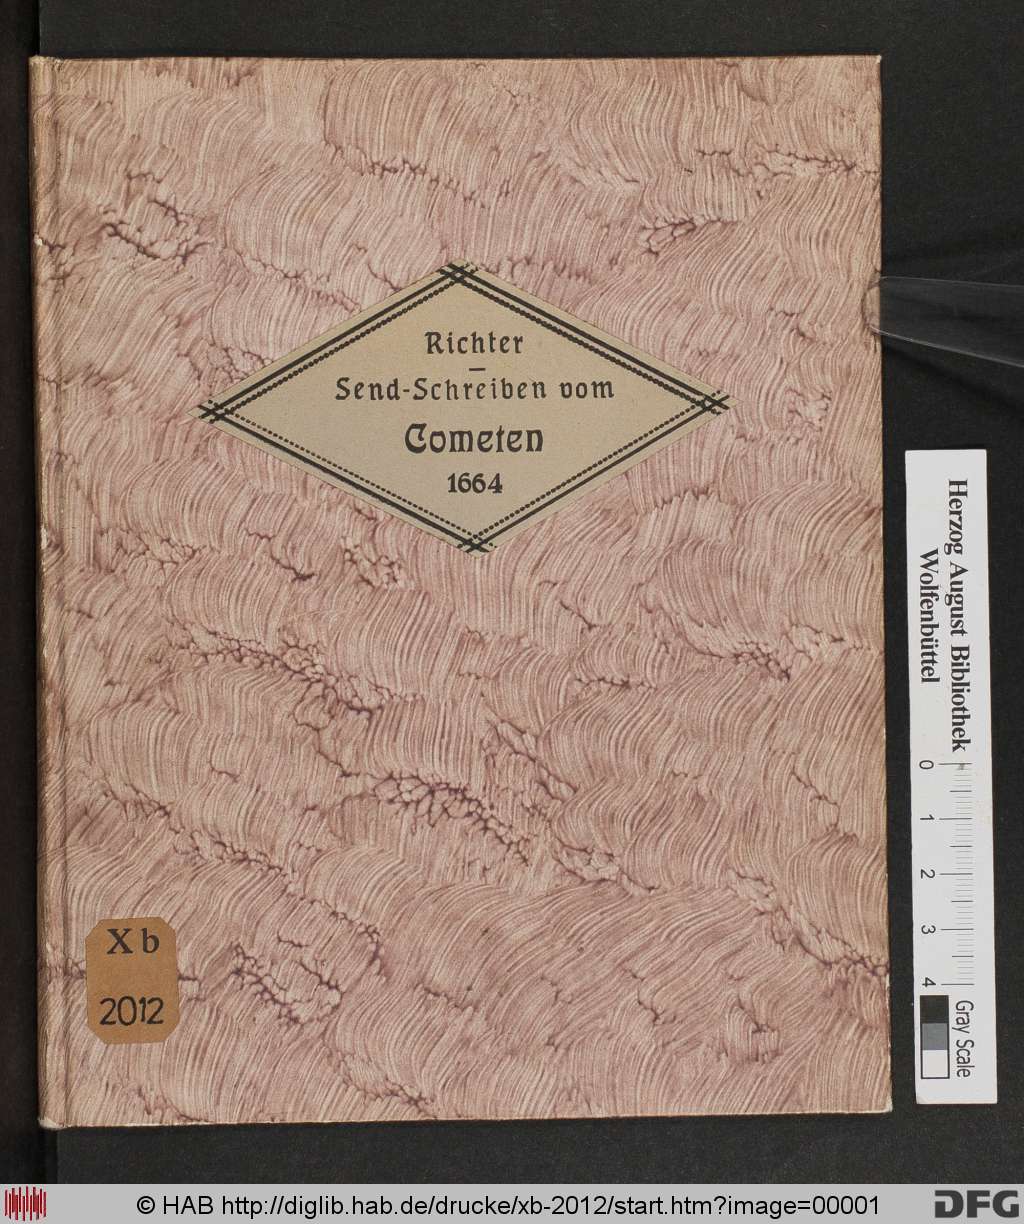 Richter
Send-Schreiben vom
Cometen
1664
X b
2012
Herzog August Bibliothek
Wolfenbüttel
0 1 2 3 4
Gray Scale
© HAB http://diglib.hab.de/drucke/xb-2012/start.htm?image=00001
DFG